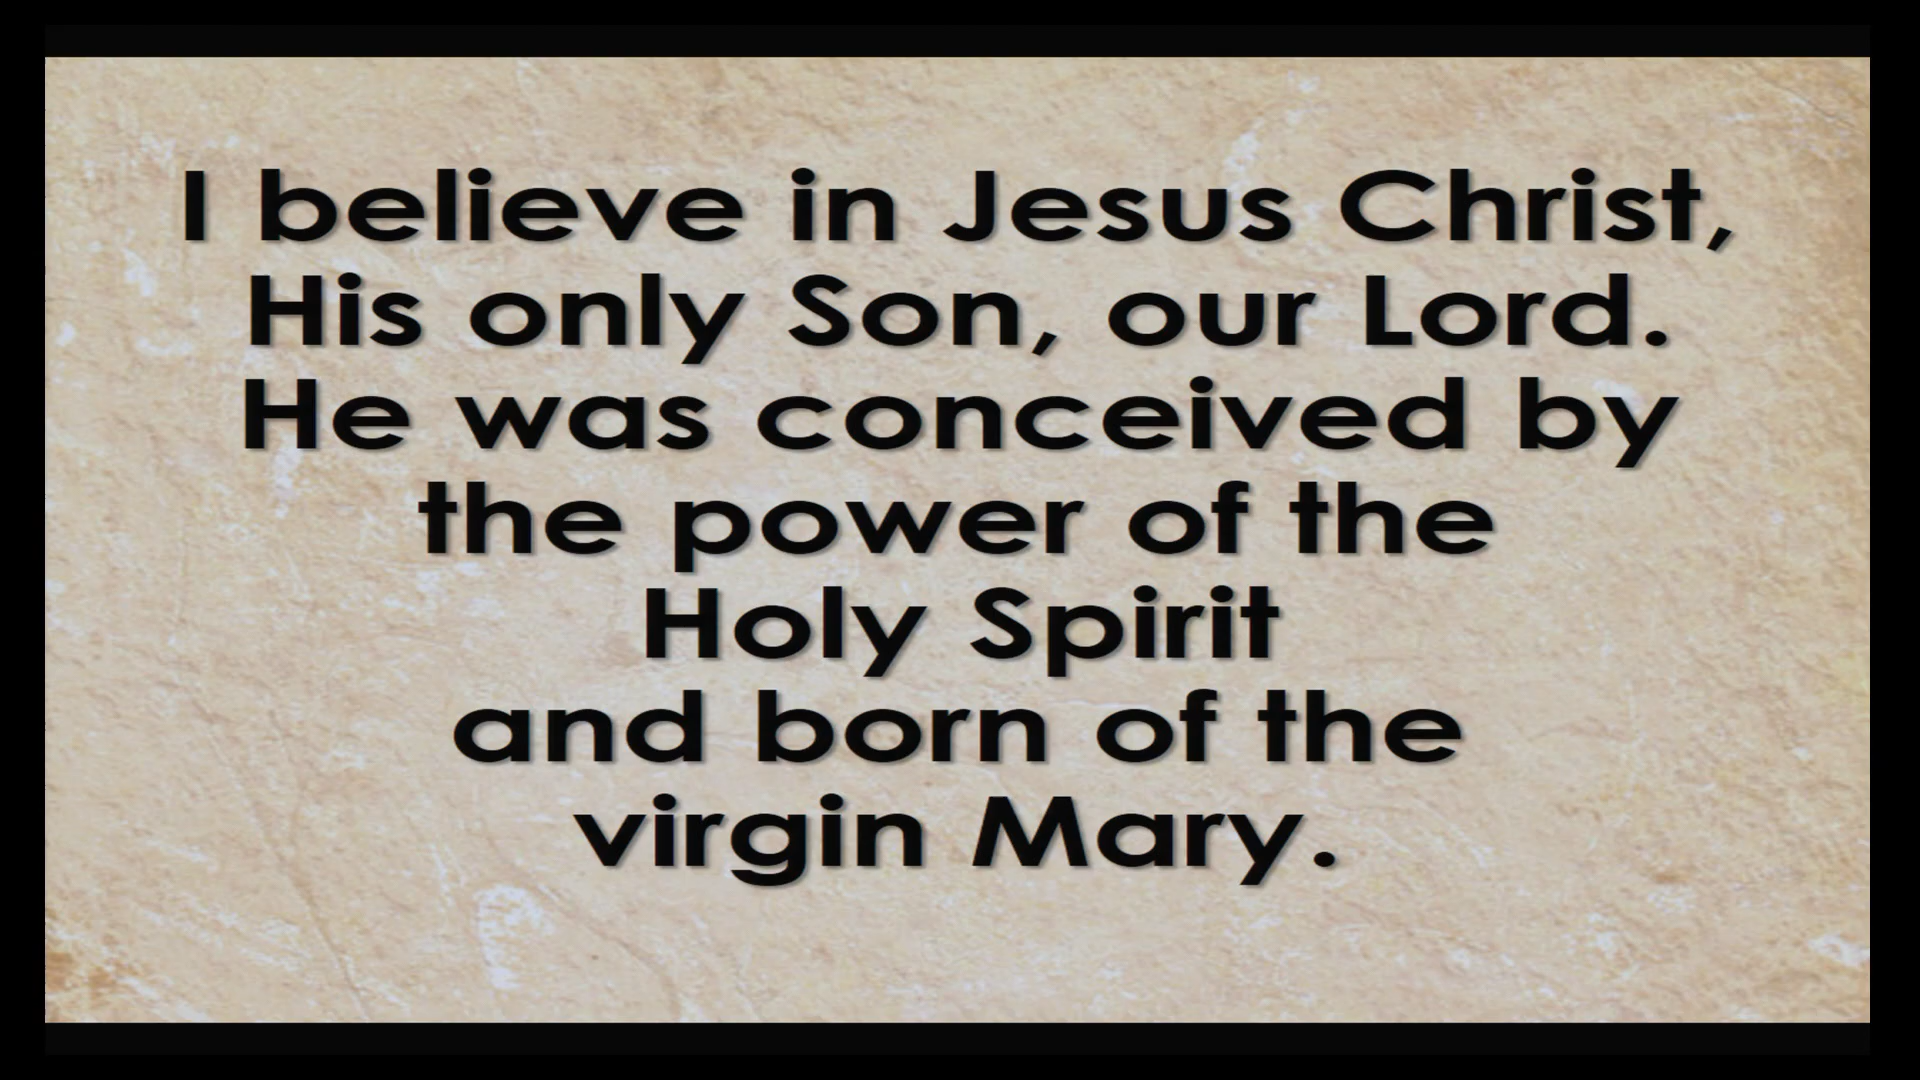 I believe in Jesus Christ,
His only Son, our Lord.
He was conceived by
the power of the
Holy Spirit
and born of the
virgin Mary.